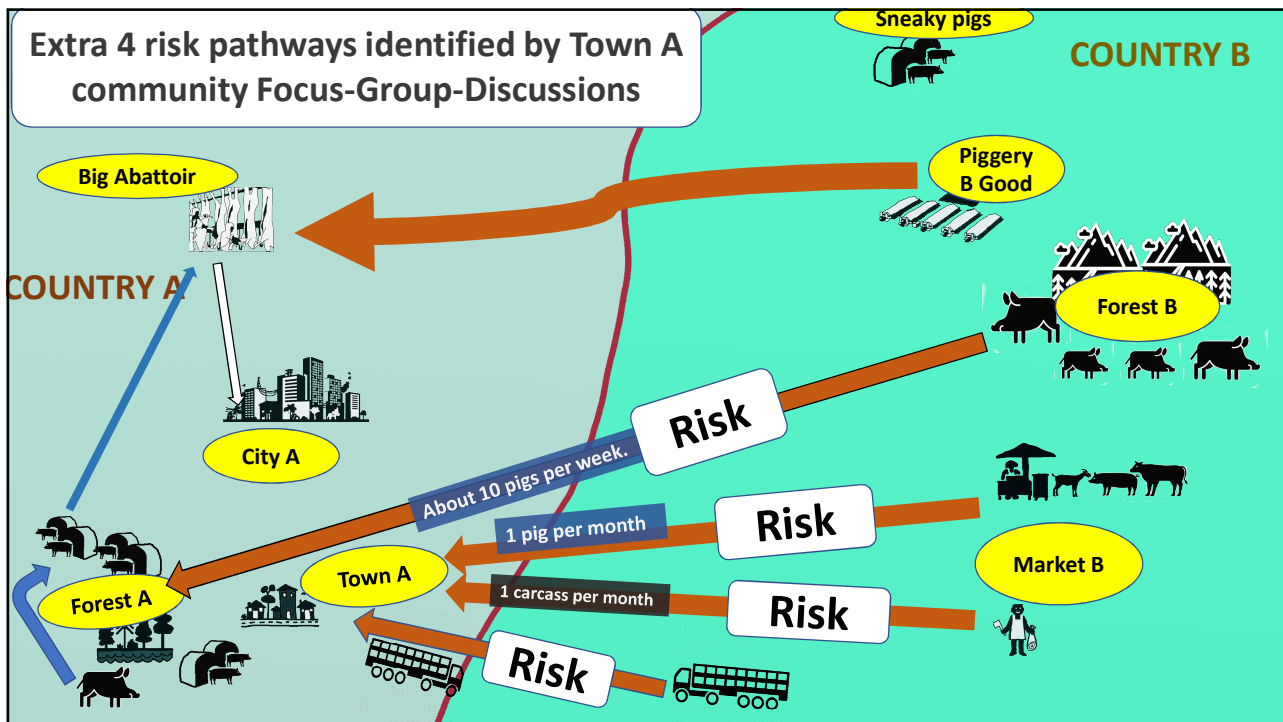 Extra 4 risk pathways identified by Town A
community Focus-Group-Discussions
Sneaky pigs
COUNTRY B
Big Abattoir
Piggery
B Good
COUNTRY A
Forest B
Risk
City A
About 10 pigs per week.
1 pig per month
Risk
Town A
Market B
1 carcass per month
Risk
Forest A
Risk